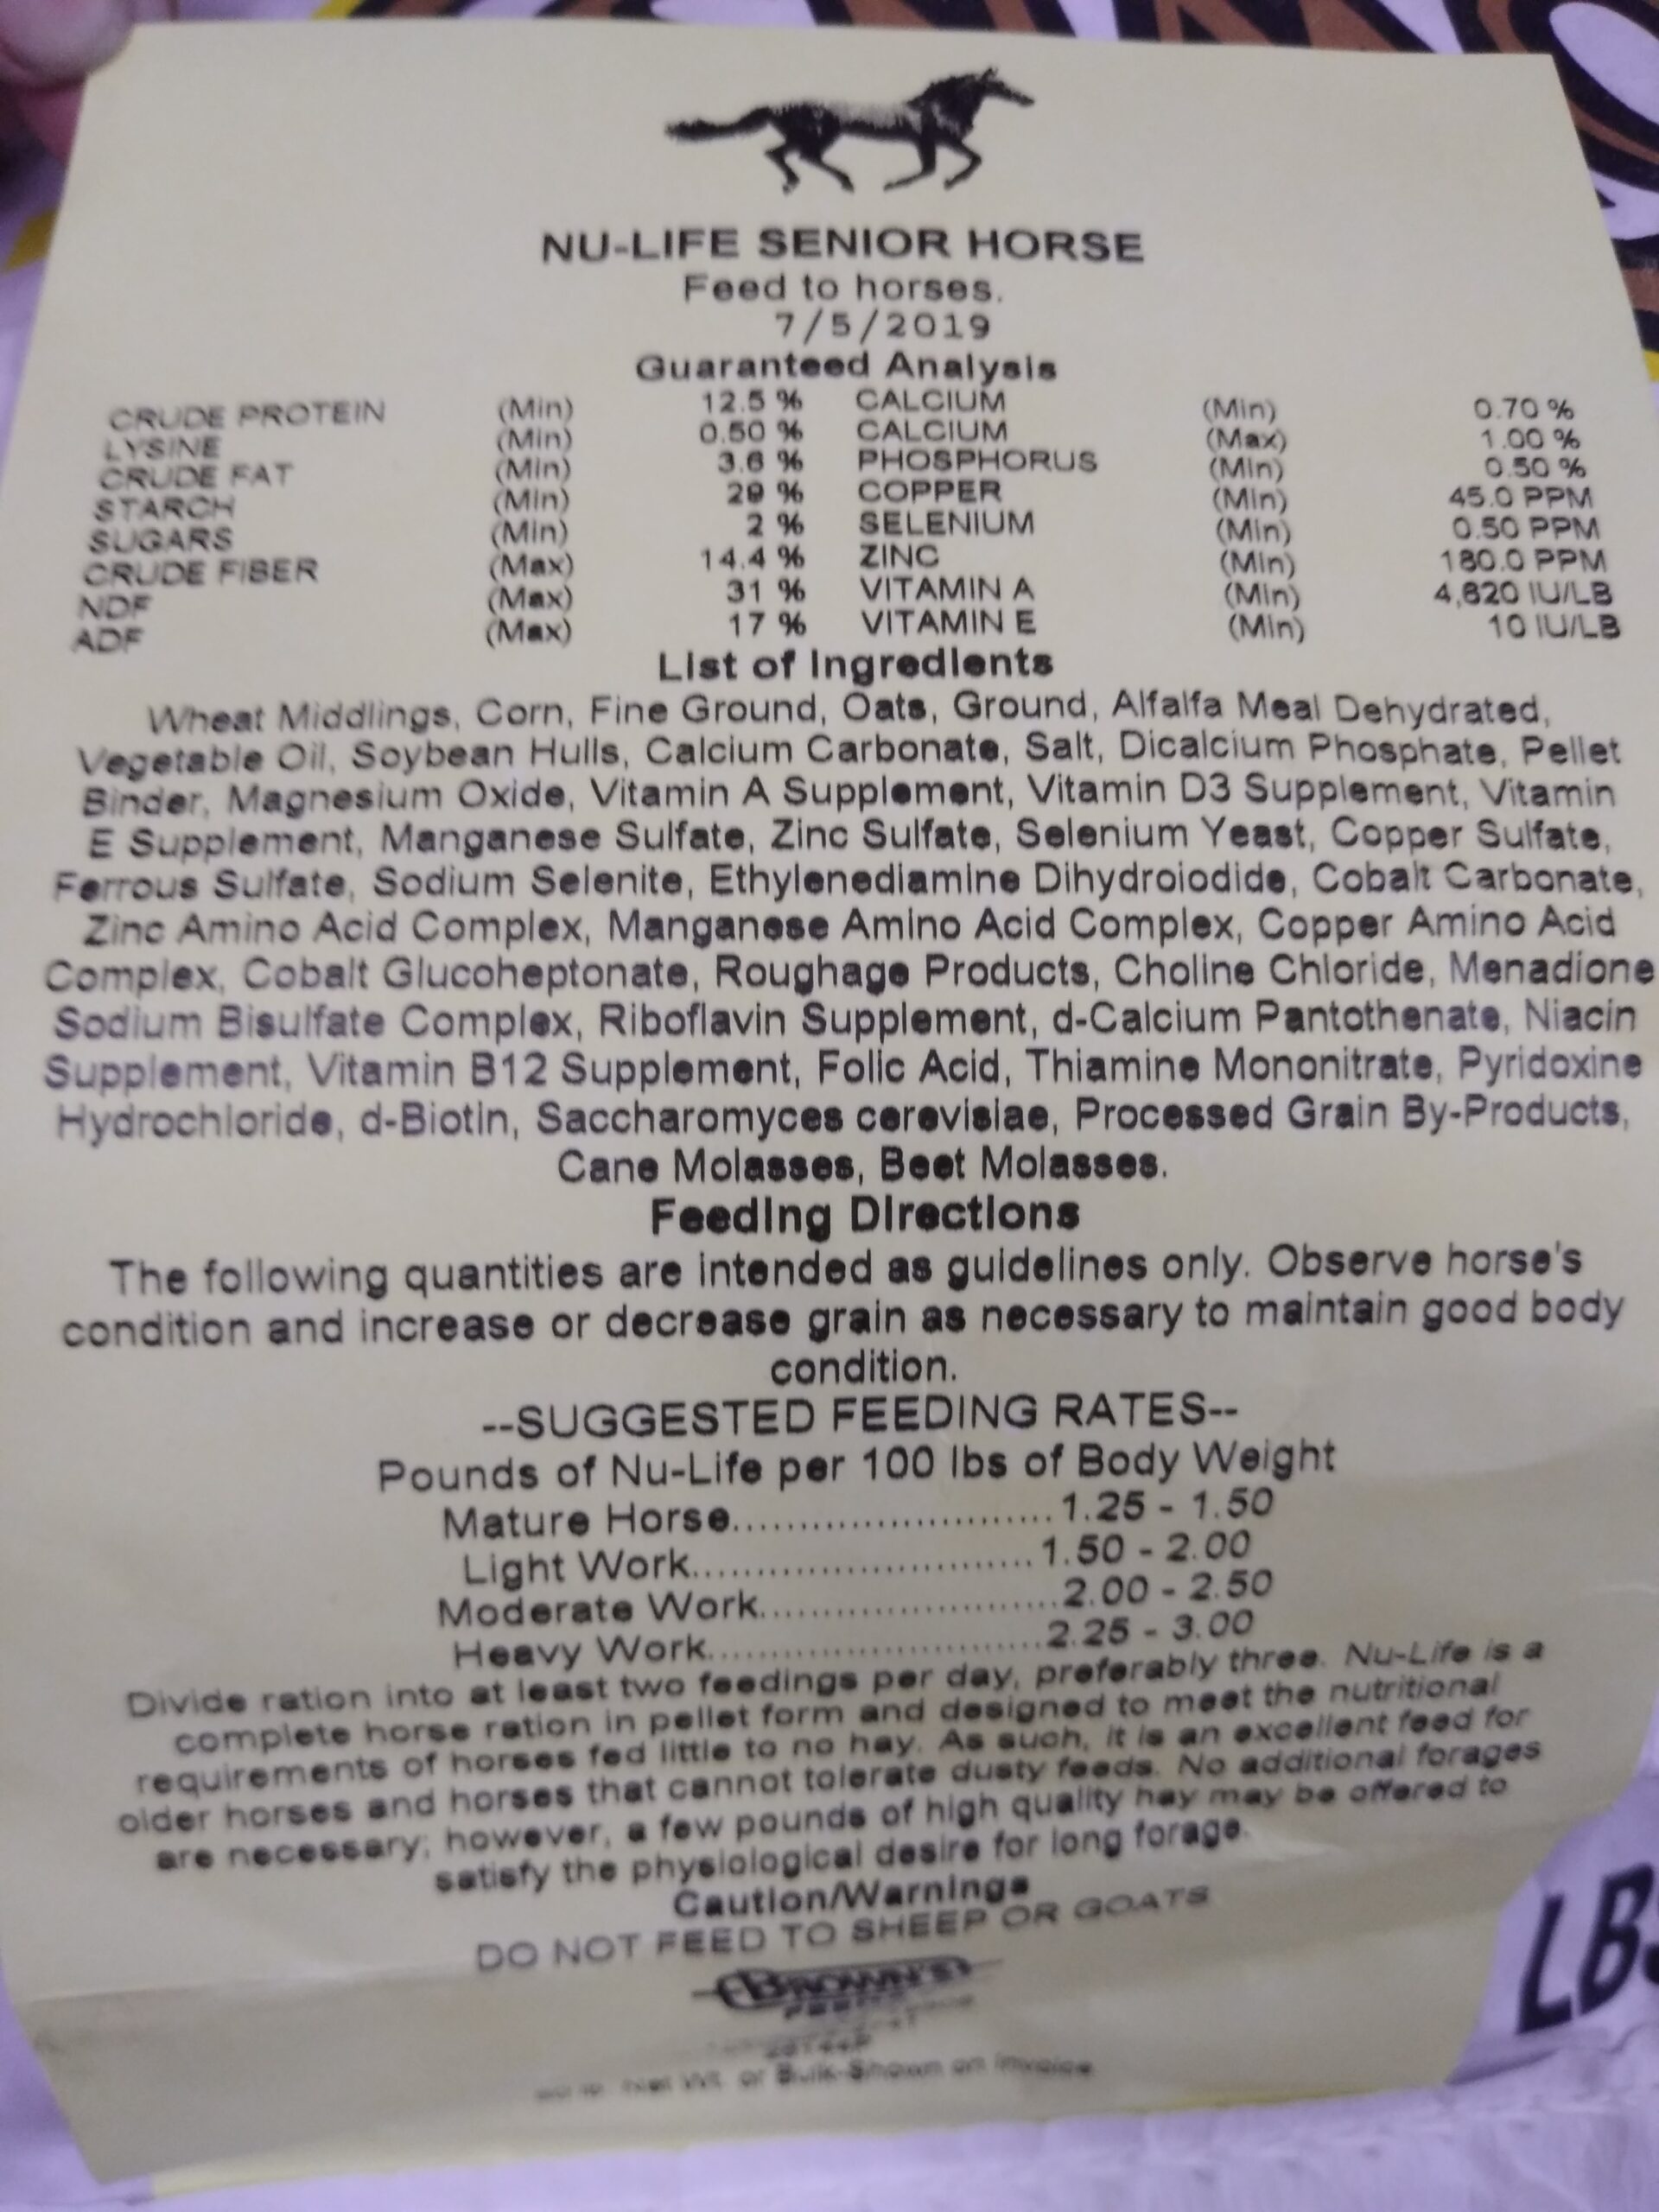 NU-LIFE SENIOR HORSE
Feed to horses.
7/5/2019
Guaranteed Analysis
CRUDE PROTEIN (Min) 12.5 % CALCIUM (Min) 0.70 %
LYSINE (Min) 0.50 % CALCIUM (Max) 1.00 %
CRUDE FAT (Min) 3.6 % PHOSPHORUS (Min) 0.50 %
STARCH (Min) 29 % COPPER (Min) 45.0 PPM
SUGARS (Min) 2 % SELENIUM (Min) 0.50 PPM
CRUDE FIBER (Max) 14.4 % ZINC (Min) 180.0 PPM
NDF (Max) 31 % VITAMIN A (Min) 4,820 IU/LB
ADF (Max) 17 % VITAMIN E (Min) 10 IU/LB
List of Ingredients
Wheat Middlings, Corn, Fine Ground, Oats, Ground, Alfalfa Meal Dehydrated,
Vegetable Oil, Soybean Hulls, Calcium Carbonate, Salt, Dicalcium Phosphate, Pellet
Binder, Magnesium Oxide, Vitamin A Supplement, Vitamin D3 Supplement, Vitamin
E Supplement, Manganese Sulfate, Zinc Sulfate, Selenium Yeast, Copper Sulfate,
Ferrous Sulfate, Sodium Selenite, Ethylenediamine Dihydroiodide, Cobalt Carbonate,
Zinc Amino Acid Complex, Manganese Amino Acid Complex, Copper Amino Acid
Complex, Cobalt Glucoheptonate, Roughage Products, Choline Chloride, Menadione
Sodium Bisulfate Complex, Riboflavin Supplement, d-Calcium Pantothenate, Niacin
Supplement, Vitamin B12 Supplement, Folic Acid, Thiamine Mononitrate, Pyridoxine
Hydrochloride, d-Biotin, Saccharomyces cerevisiae, Processed Grain By-Products,
Cane Molasses, Beet Molasses.
Feeding Directions
The following quantities are intended as guidelines only. Observe horse's
condition and increase or decrease grain as necessary to maintain good body
condition.
--SUGGESTED FEEDING RATES--
Pounds of Nu-Life per 100 lbs of Body Weight
Mature Horse...........................1.25 - 1.50
Light Work.............................1.50 - 2.00
Moderate Work.........................2.00 - 2.50
Heavy Work............................2.25 - 3.00
Divide ration into at least two feedings per day, preferably three. Nu-Life is a
complete horse ration in pellet form and designed to meet the nutritional
requirements of horses fed little to no hay. As such, it is an excellent feed for
older horses and horses that cannot tolerate dusty feeds. No additional forages
are necessary; however, a few pounds of high quality hay may be offered to
satisfy the physiological desire for long forage.
Caution/Warnings
DO NOT FEED TO SHEEP OR GOATS
BROWN'S
Net Wt. or Bulk-Shown on Invoice
LBS